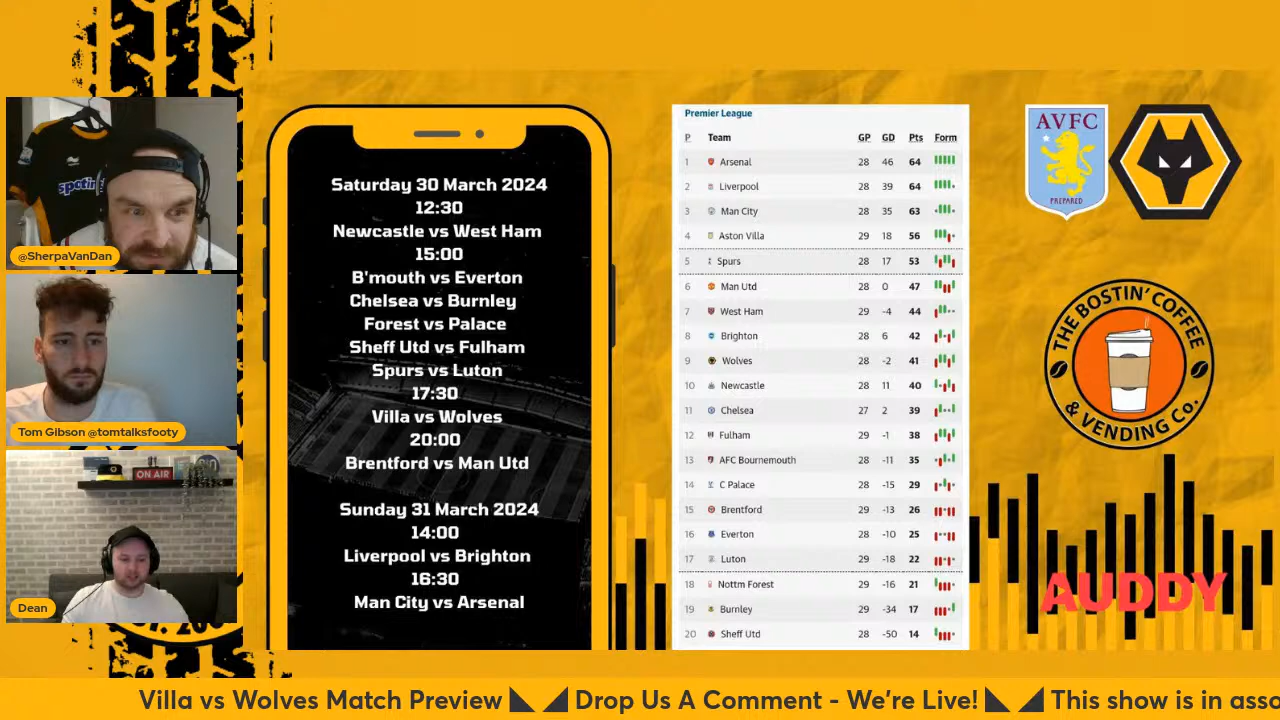 spotin
@SherpaVanDan
Tom Gibson @tomtalksfooty
ON AIR
Dean
Saturday 30 March 2024
12:30
Newcastle vs West Ham
15:00
B'mouth vs Everton
Chelsea vs Burnley
Forest vs Palace
Sheff Utd vs Fulham
Spurs vs Luton
17:30
Villa vs Wolves
20:00
Brentford vs Man Utd
Sunday 31 March 2024
14:00
Liverpool vs Brighton
16:30
Man City vs Arsenal
Premier League
P Team GP GD Pts Form
1 Arsenal 28 46 64
2 Liverpool 28 39 64
3 Man City 28 35 63
4 Aston Villa 29 18 56
5 Spurs 28 17 53
6 Man Utd 28 0 47
7 West Ham 29 -4 44
8 Brighton 28 6 42
9 Wolves 28 -2 41
10 Newcastle 28 11 40
11 Chelsea 27 2 39
12 Fulham 29 -1 38
13 AFC Bournemouth 28 -11 35
14 C Palace 28 -15 29
15 Brentford 29 -13 26
16 Everton 28 -10 25
17 Luton 29 -18 22
18 Nottm Forest 29 -16 21
19 Burnley 29 -34 17
20 Sheff Utd 28 -50 14
AVFC
PREPARED
THE BOSTIN' COFFEE
& VENDING Co.
AUDDY
Villa vs Wolves Match Preview Drop Us A Comment - We're Live! This show is in asso